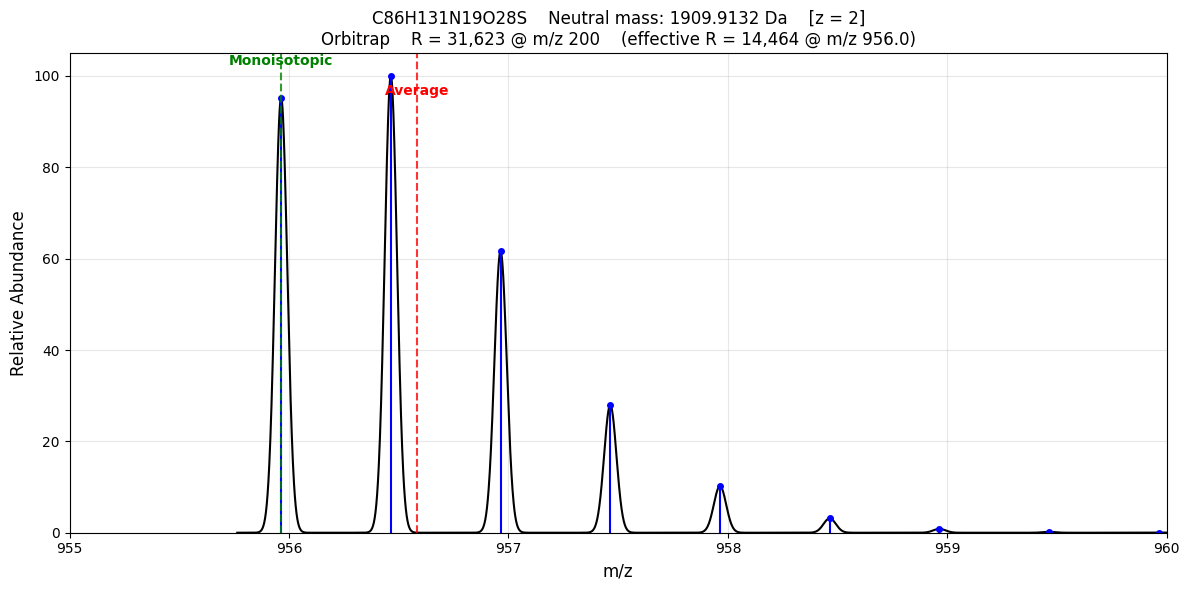 C86H131N19O28S    Neutral mass: 1909.9132 Da    [z = 2]
Orbitrap    R = 31,623 @ m/z 200    (effective R = 14,464 @ m/z 956.0)
Monoisotopic
Average
Relative Abundance
100
80
60
40
20
0
955
956
957
958
959
960
m/z